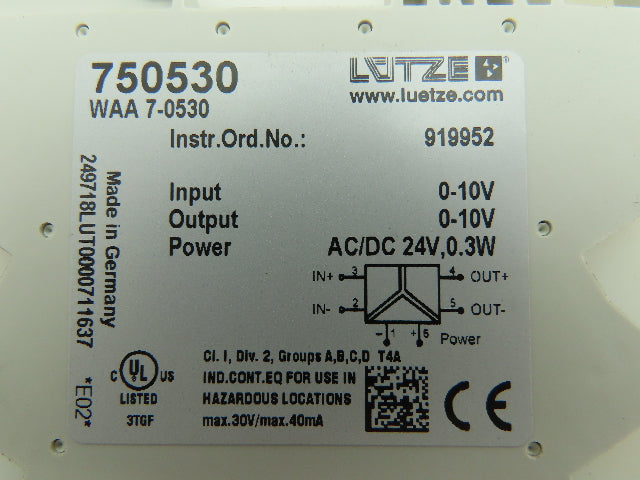 750530
LÜTZE
WAA 7-0530
www.luetze.com
Instr.Ord.No.: 919952
Input 0-10V
Output 0-10V
Power AC/DC 24V,0.3W
IN+ 3 4 OUT+
IN- 2 5 OUT-
- 1 + 6 Power
Made in Germany
249718LUT0000711637 *E02*
C UL US
LISTED
3TGF
Cl. I, Div. 2, Groups A,B,C,D T4A
IND.CONT.EQ FOR USE IN
HAZARDOUS LOCATIONS
max.30V/max.40mA
CE